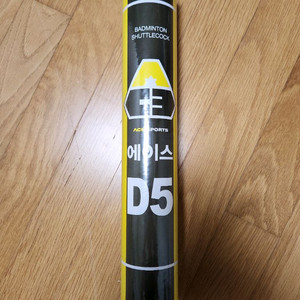 BADMINTON
SHUTTLECOCK
ACE SPORTS
에이스
D5